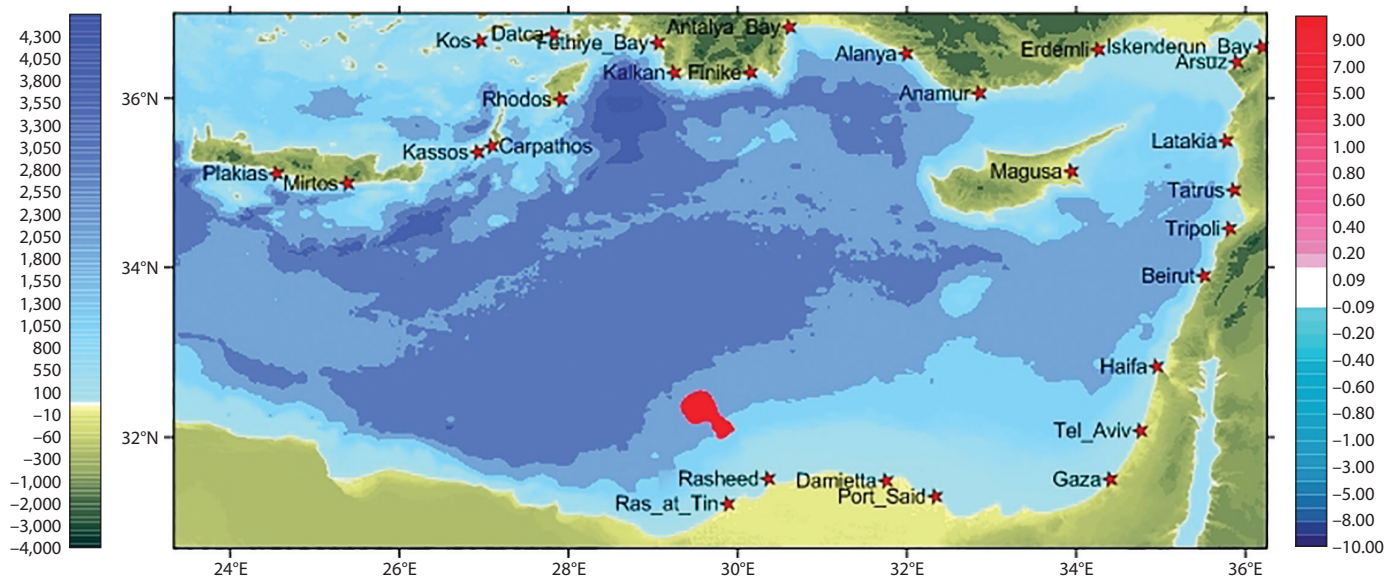 4,300
4,050
3,800
3,550
3,300
3,050
2,800
2,550
2,300
2,050
1,800
1,550
1,300
1,050
800
550
100
−10
−60
−300
−1,000
−2,000
−3,000
−4,000
36°N
34°N
32°N
Kos
Datca
Fethiye_Bay
Antalya_Bay
Alanya
Erdemli
Iskenderun_Bay
Arsuz
Kalkan
Finike
Anamur
Rhodos
Kassos
Carpathos
Latakia
Plakias
Mirtos
Magusa
Tatrus
Tripoli
Beirut
Haifa
Tel_Aviv
Rasheed
Damietta
Gaza
Ras_at_Tin
Port_Said
24°E
26°E
28°E
30°E
32°E
34°E
36°E
9.00
7.00
5.00
3.00
1.00
0.80
0.60
0.40
0.20
0.09
−0.09
−0.20
−0.40
−0.60
−0.80
−1.00
−3.00
−5.00
−8.00
−10.00